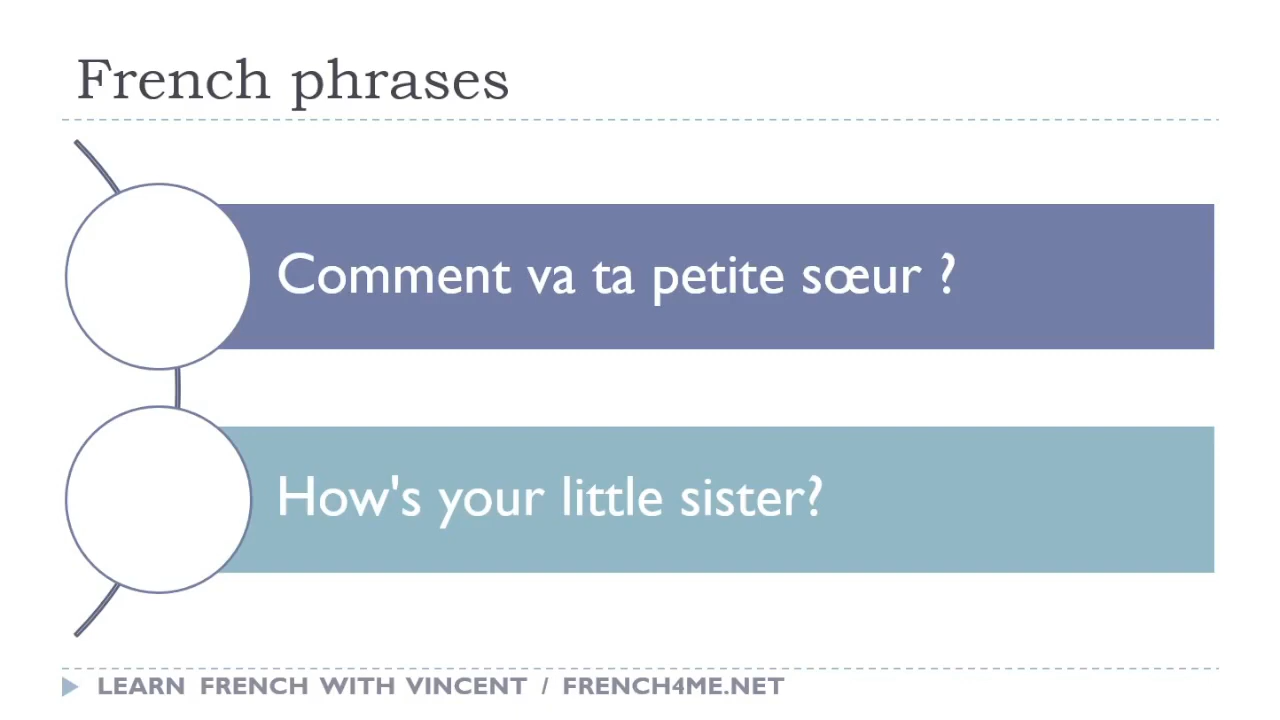 French phrases
Comment va ta petite sœur ?
How's your little sister?
LEARN FRENCH WITH VINCENT / FRENCH4ME.NET